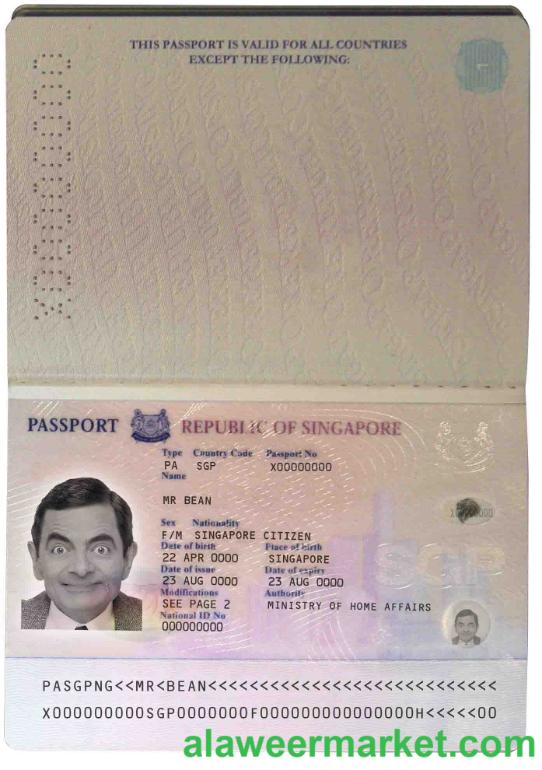 THIS PASSPORT IS VALID FOR ALL COUNTRIES
EXCEPT THE FOLLOWING:
PASSPORT REPUBLIC OF SINGAPORE
Type Country Code Passport No
PA SGP X00000000
Name
MR BEAN
Sex Nationality
F/M SINGAPORE CITIZEN
Date of birth Place of birth
22 APR 0000 SINGAPORE
Date of issue Date of expiry
23 AUG 0000 23 AUG 0000
Modifications Authority
SEE PAGE 2 MINISTRY OF HOME AFFAIRS
National ID No
000000000
PASGPNG<<MR<BEAN<<<<<<<<<<<<<<<<<<<<<<<<<<<<
X000000000SGP0000000F000000000000000H<<<<<00
alaweermarket.com